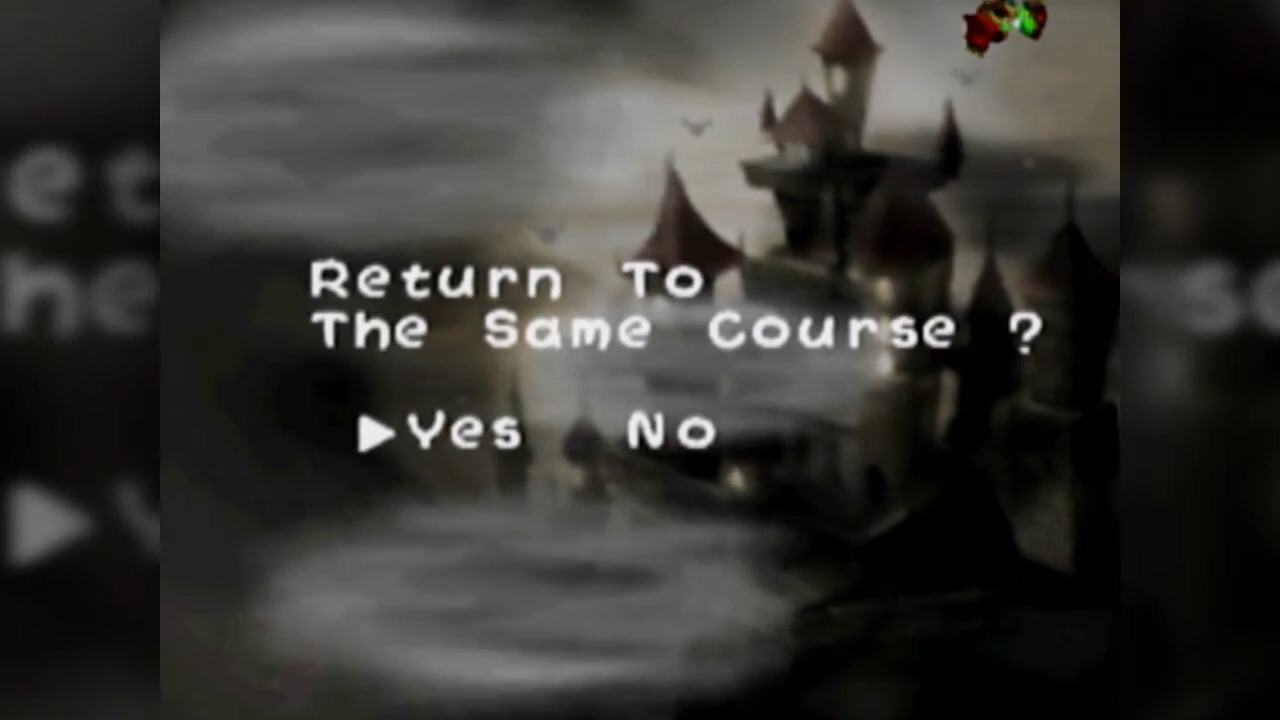 Return To
The Same Course ?
▶Yes No